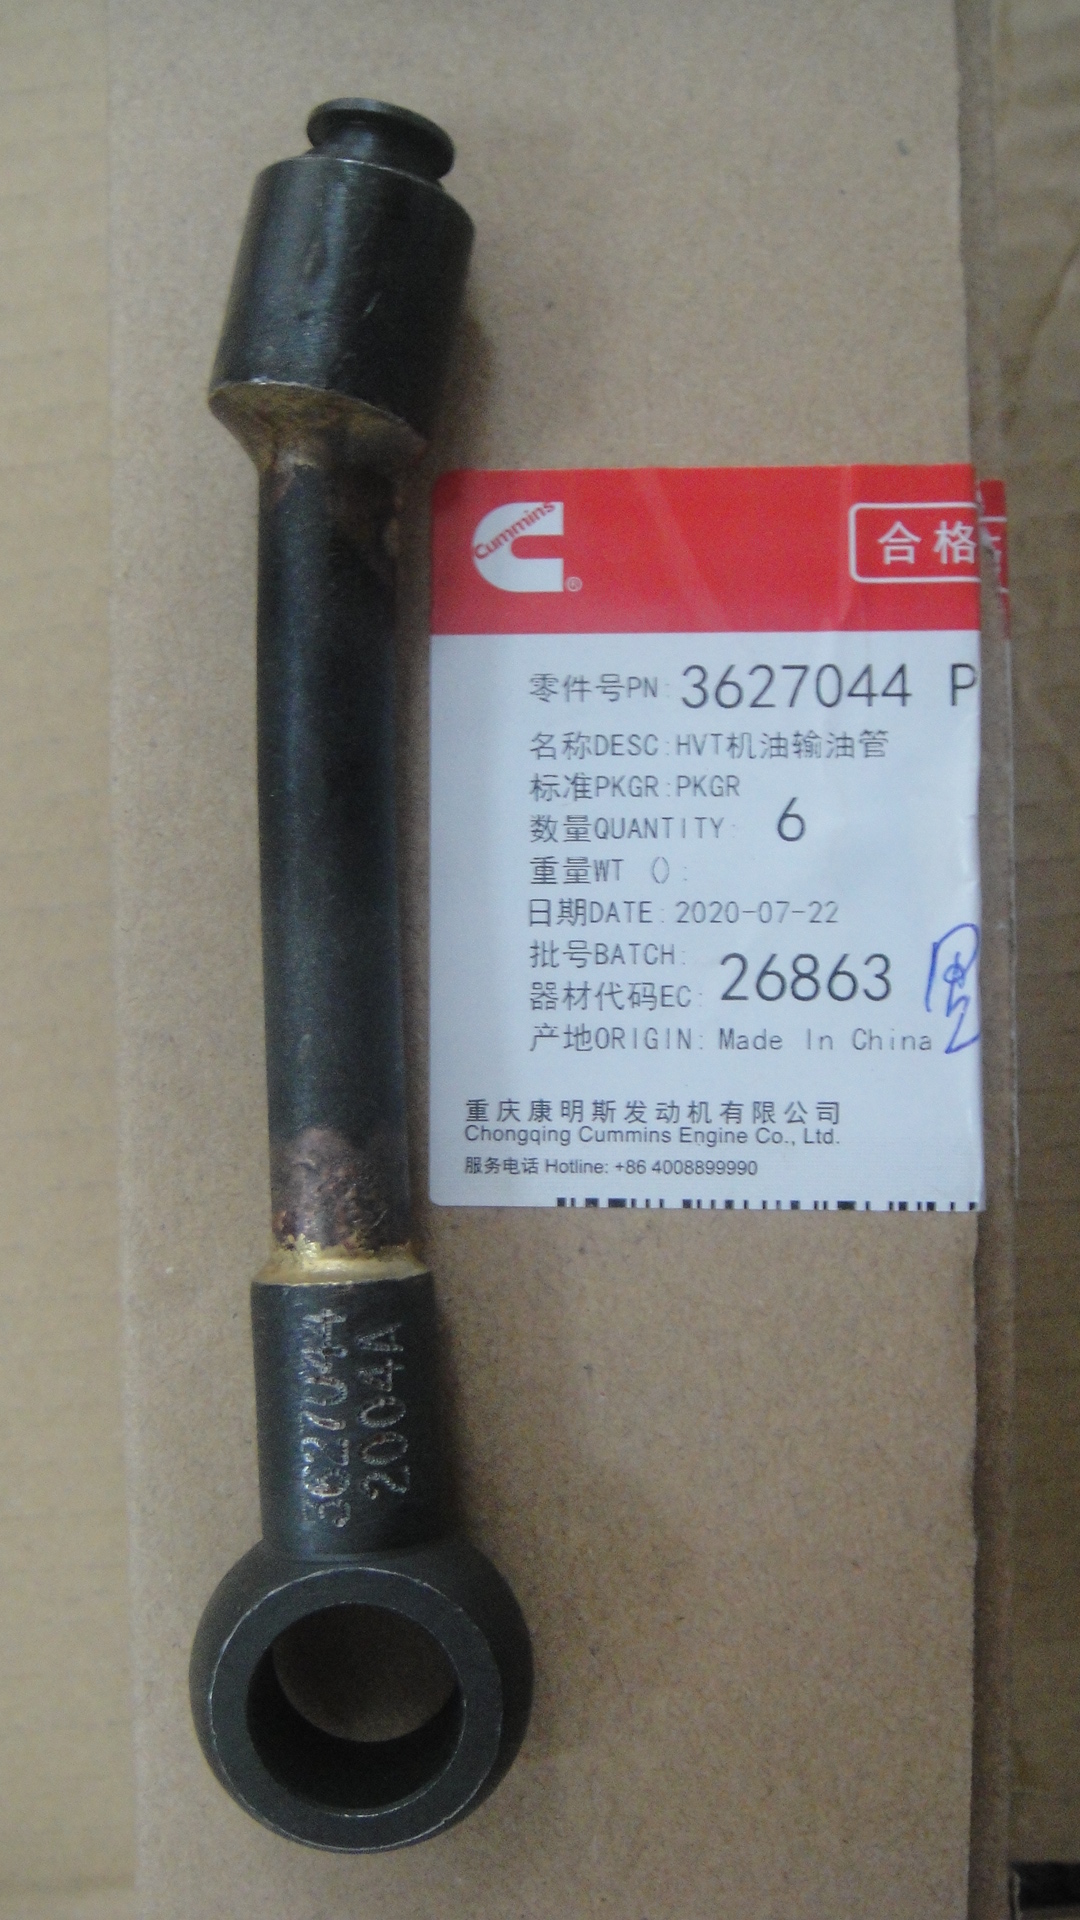 Cummins
®
合格
零件号PN: 3627044 P
名称DESC:HVT机油输油管
标准PKGR:PKGR
数量QUANTITY: 6
重量WT ():
日期DATE:2020-07-22
批号BATCH:
器材代码EC: 26863
产地ORIGIN: Made In China
重庆康明斯发动机有限公司
Chongqing Cummins Engine Co., Ltd.
服务电话 Hotline: +86 4008899990
3627044
2004A